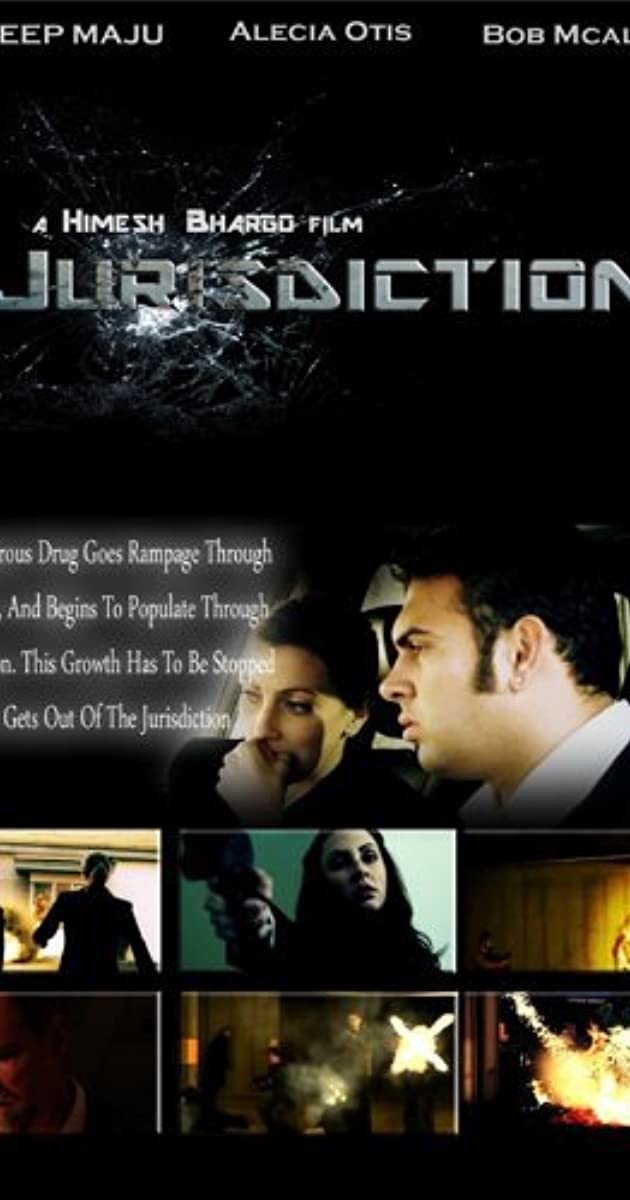 EEP MAJU ALECIA OTIS BOB MCAL
A HIMESH BHARGO FILM
JURISDICTION
rous Drug Goes Rampage Through
, And Begins To Populate Through
n. This Growth Has To Be Stopped
Gets Out Of The Jurisdiction